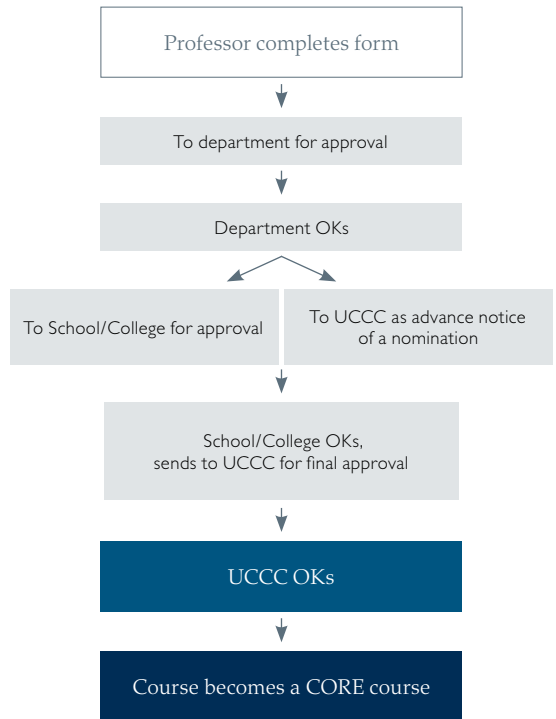 Professor completes form
To department for approval
Department OKs
To School/College for approval
To UCCC as advance notice
of a nomination
School/College OKs,
sends to UCCC for final approval
UCCC OKs
Course becomes a CORE course